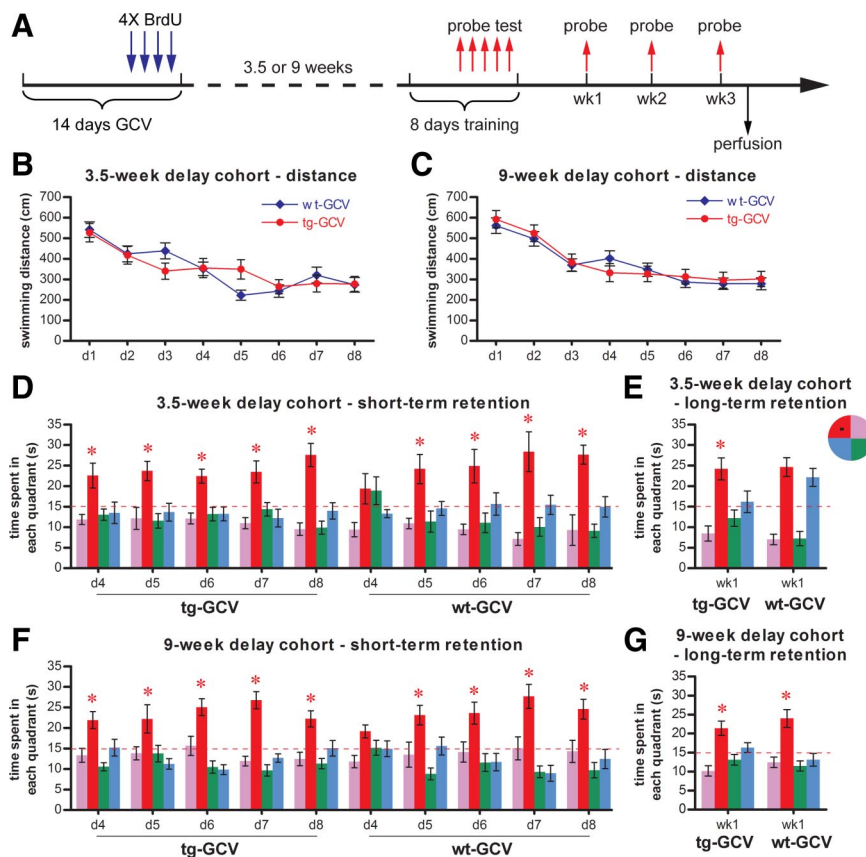 A
4X BrdU
probe test
probe
probe
probe
3.5 or 9 weeks
wk1
wk2
wk3
14 days GCV
8 days training
perfusion
B
3.5-week delay cohort - distance
swimming distance (cm)
700
600
500
400
300
200
100
0
wt-GCV
tg-GCV
d1 d2 d3 d4 d5 d6 d7 d8
C
9-week delay cohort - distance
swimming distance (cm)
700
600
500
400
300
200
100
0
wt-GCV
tg-GCV
d1 d2 d3 d4 d5 d6 d7 d8
D
3.5-week delay cohort - short-term retention
time spent in
each quadrant (s)
35
30
25
20
15
10
5
0
* * * * * * * * *
d4 d5 d6 d7 d8 d4 d5 d6 d7 d8
tg-GCV wt-GCV
E
3.5-week delay cohort
- long-term retention
time spent in
each quadrant (s)
35
30
25
20
15
10
5
0
*
wk1 wk1
tg-GCV wt-GCV
F
9-week delay cohort - short-term retention
time spent in
each quadrant (s)
35
30
25
20
15
10
5
0
* * * * * * * * *
d4 d5 d6 d7 d8 d4 d5 d6 d7 d8
tg-GCV wt-GCV
G
9-week delay cohort
- long-term retention
time spent in
each quadrant (s)
35
30
25
20
15
10
5
0
* *
wk1 wk1
tg-GCV wt-GCV